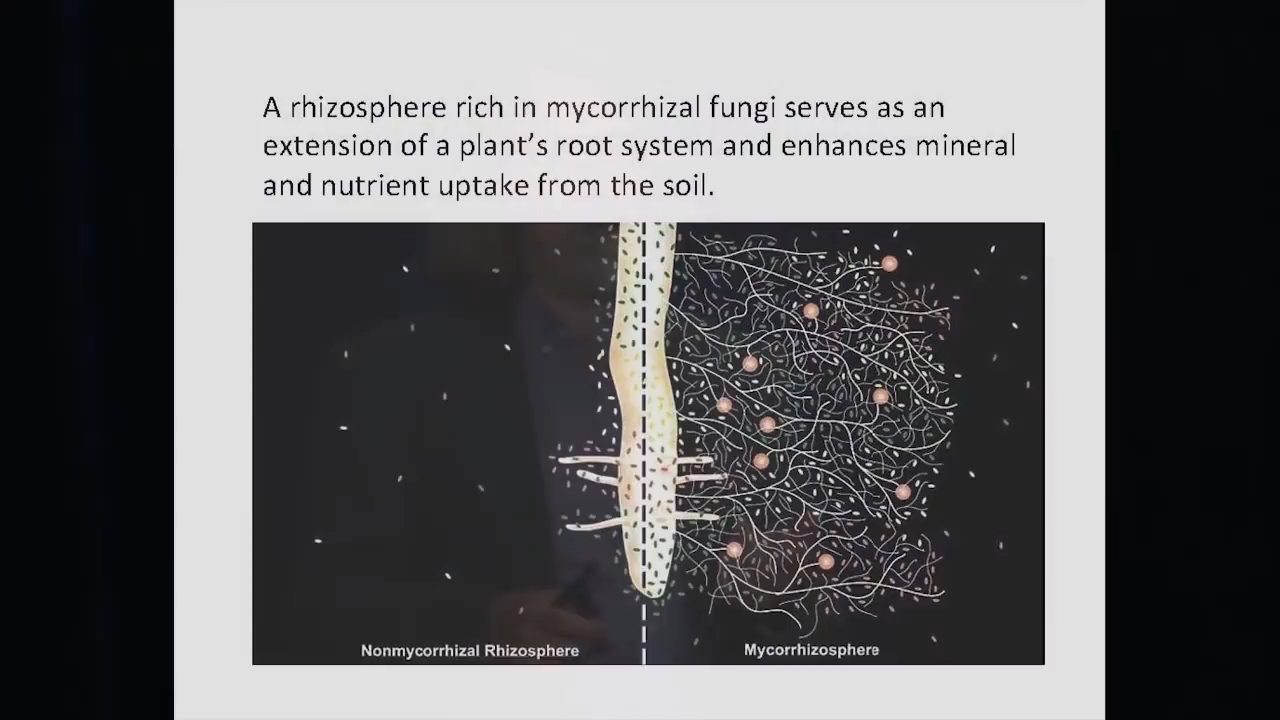 A rhizosphere rich in mycorrhizal fungi serves as an
extension of a plant's root system and enhances mineral
and nutrient uptake from the soil.
Nonmycorrhizal Rhizosphere
Mycorrhizosphere